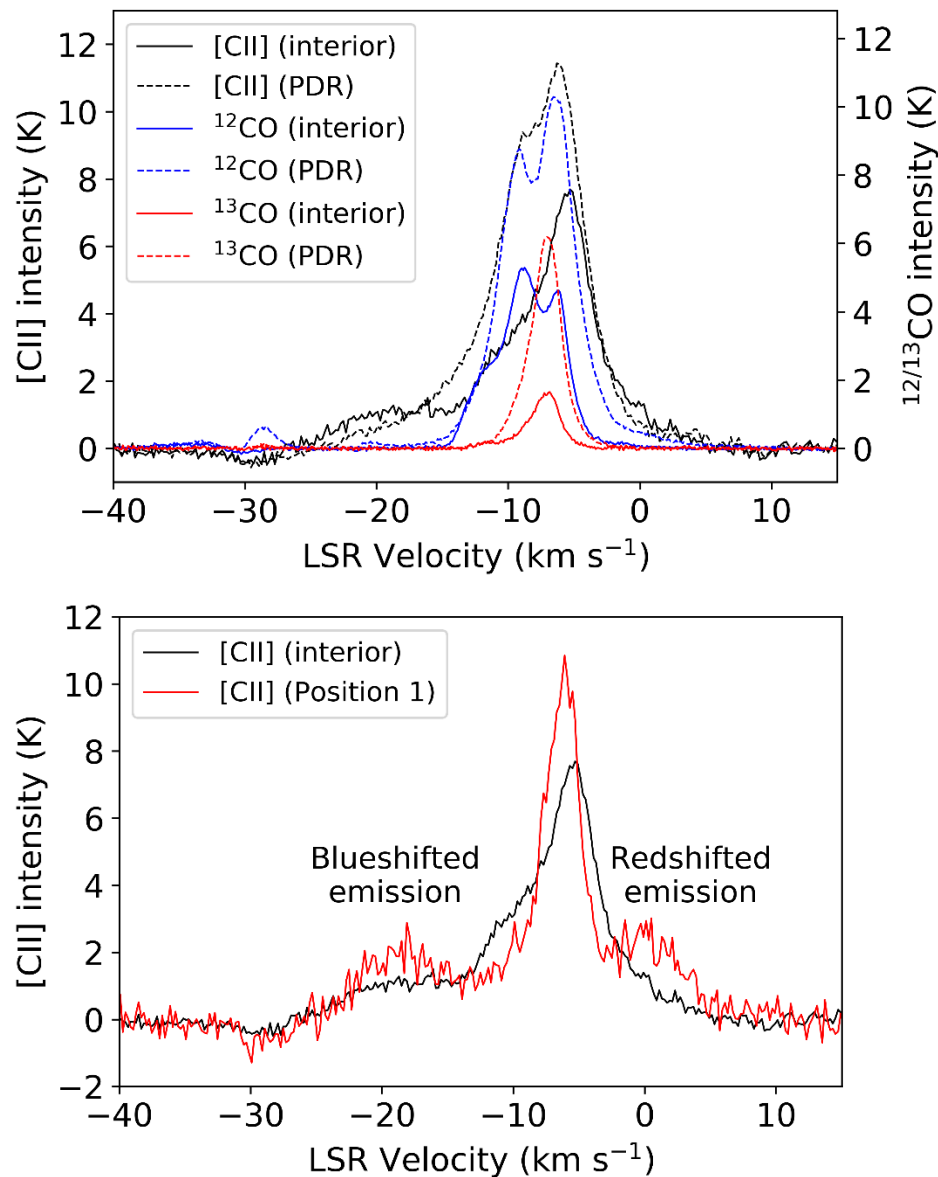 [CII] (interior)
[CII] (PDR)
¹²CO (interior)
¹²CO (PDR)
¹³CO (interior)
¹³CO (PDR)
12
10
8
6
4
2
0
[CII] intensity (K)
12
10
8
6
4
2
0
¹²/¹³CO intensity (K)
−40 −30 −20 −10 0 10
LSR Velocity (km s⁻¹)
[CII] (interior)
[CII] (Position 1)
Blueshifted
emission
Redshifted
emission
12
10
8
6
4
2
0
−2
[CII] intensity (K)
−40 −30 −20 −10 0 10
LSR Velocity (km s⁻¹)